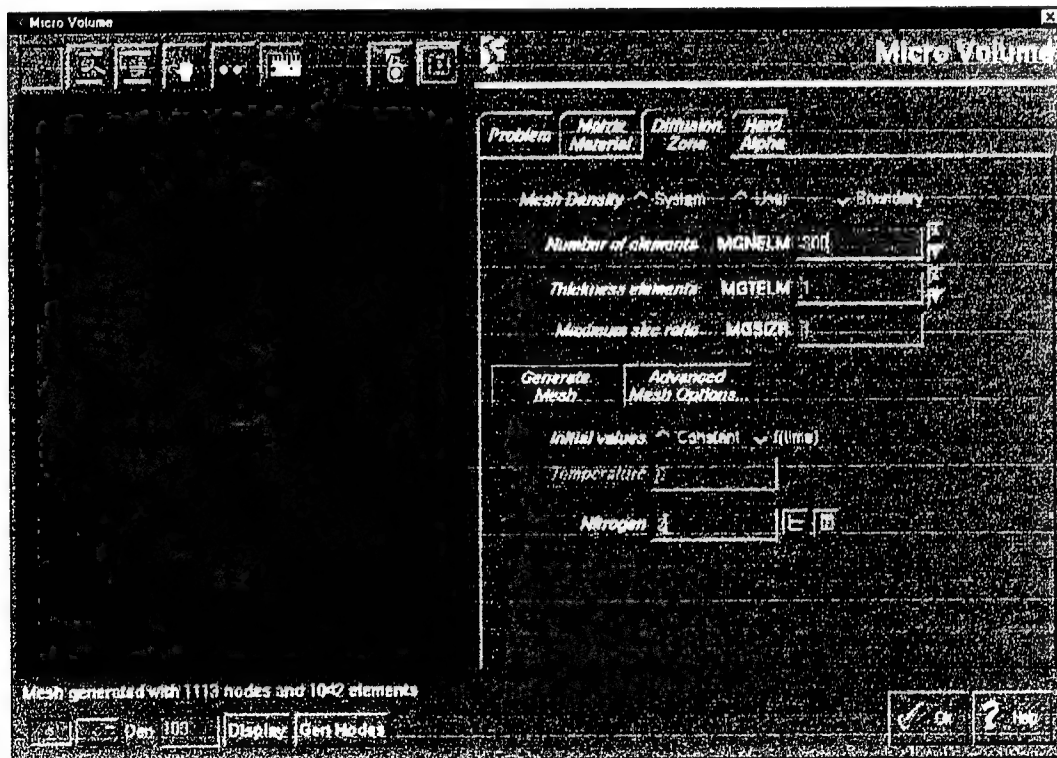 Micro Volume
Micro Volume
Problem
Matrix Material
Diffusion Zone
Hard Alpha
Mesh Density System User Boundary
Number of elements MGNELM 300
Thickness elements MGTELM 1
Maximum size ratio MGSIZR
Generate Mesh
Advanced Mesh Options...
Initial values Constant f(time)
Temperature
Nitrogen
Mesh generated with 1113 nodes and 1042 elements
Den 100 Display Gen Nodes
Ok Help